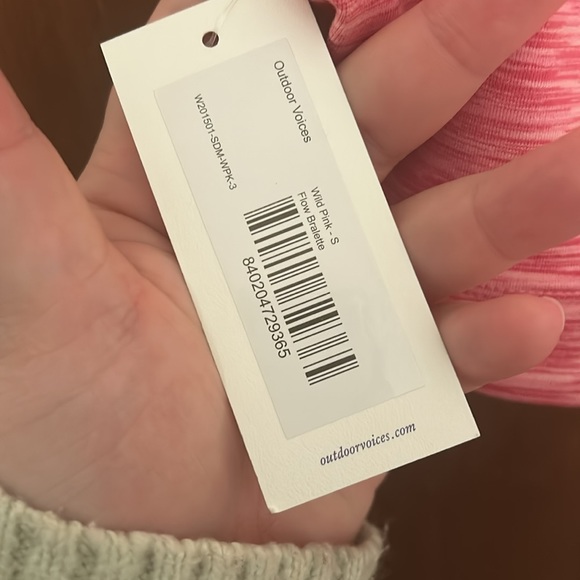 Outdoor Voices
W201501-SDM-WPK-3
Wild Pink - S
Flow Bralette
840204729365
outdoorvoices.com